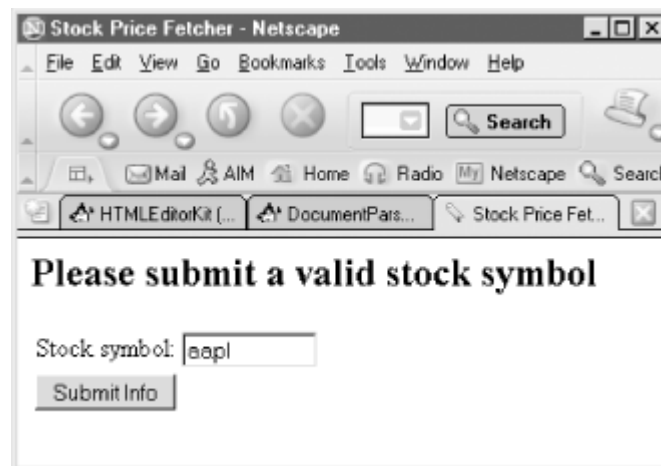 Stock Price Fetcher - Netscape
File Edit View Go Bookmarks Tools Window Help
Search
Mail AIM Home Radio My Netscape Search
HTMLEditorKit (... DocumentPars... Stock Price Fet...
Please submit a valid stock symbol
Stock symbol: aapl
Submit Info